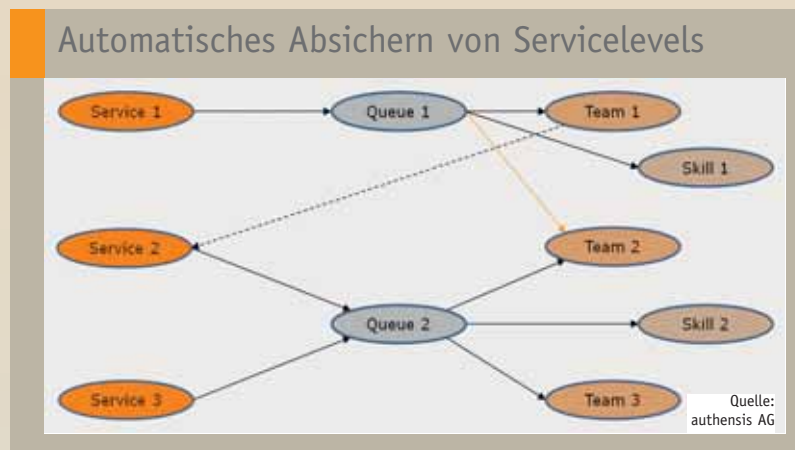 Automatisches Absichern von Servicelevels
Service 1
Queue 1
Team 1
Skill 1
Service 2
Team 2
Queue 2
Skill 2
Service 3
Team 3
Quelle:
authensis AG